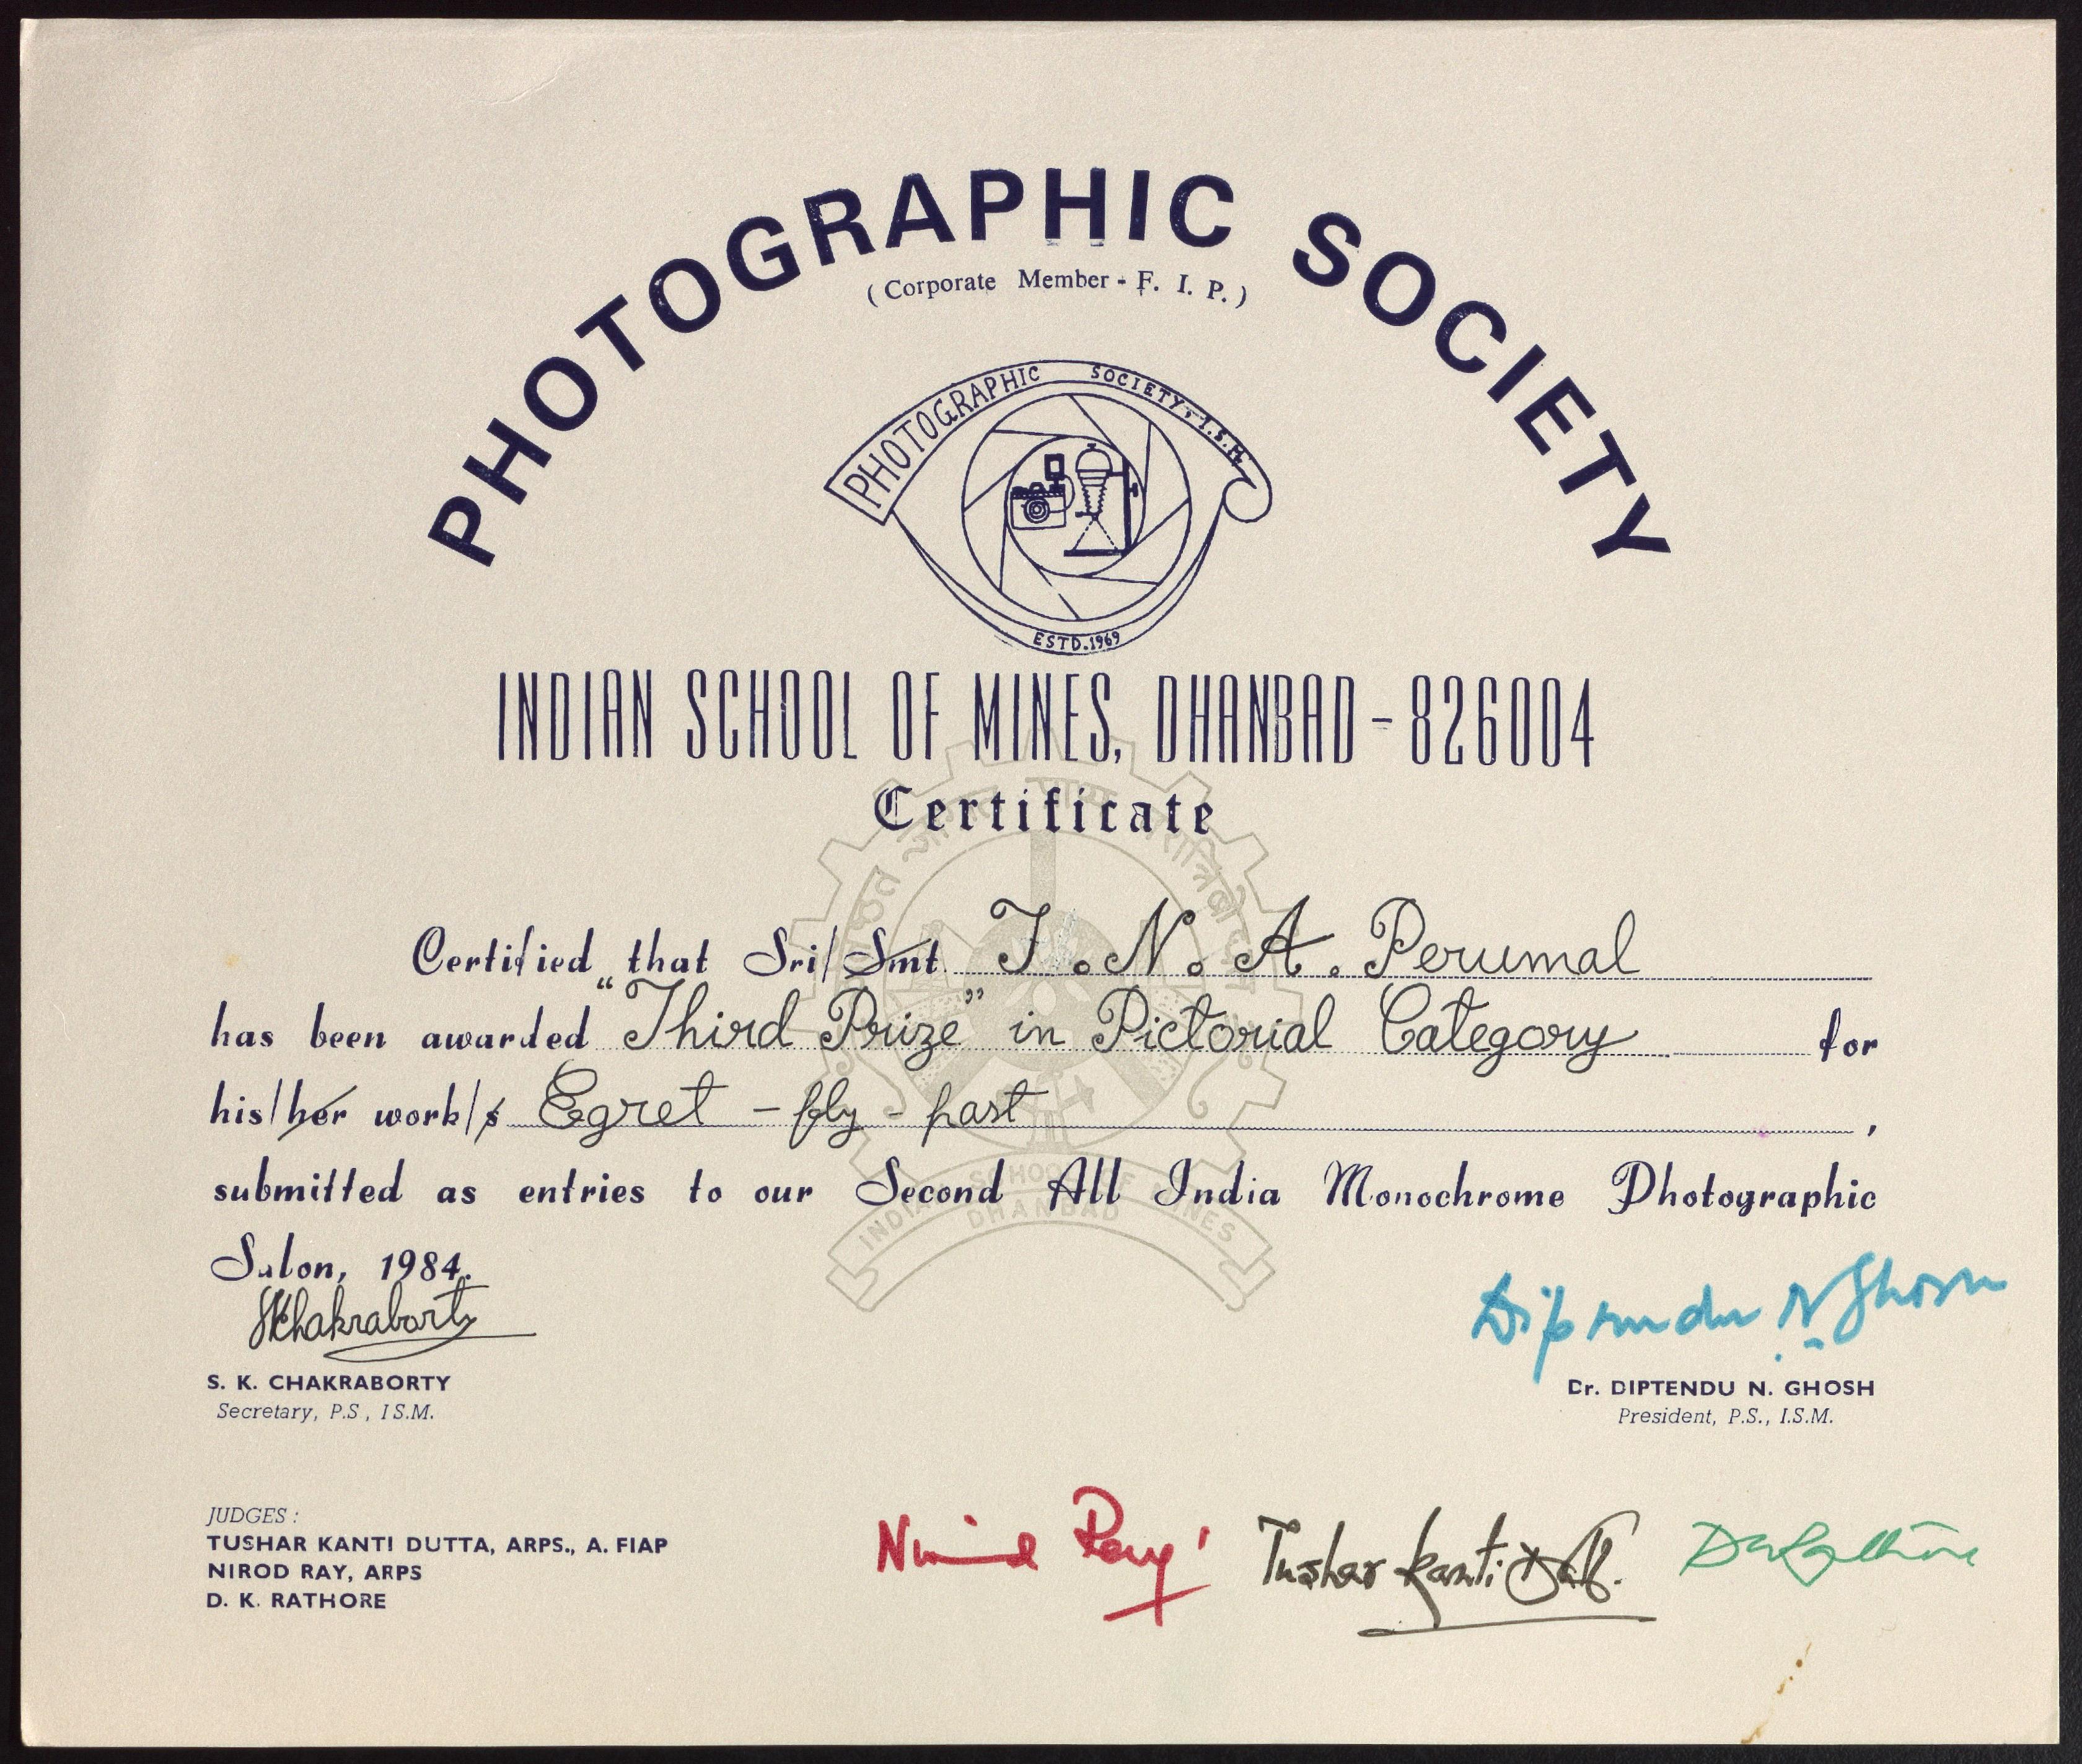 PHOTOGRAPHIC SOCIETY
( Corporate Member - F. I. P. )
PHOTOGRAPHIC SOCIETY, I.S.M.
ESTD.1969
INDIAN SCHOOL OF MINES, DHANBAD-826004
Certificate
Certified that Sri/Smt T. N. A. Perumal
has been awarded "Third Prize" in Pictorial Category for
his/her work/s Egret - fly - past ,
submitted as entries to our Second All India Monochrome Photographic
Salon, 1984.
INDIAN SCHOOL OF MINES
DHANBAD
SKChakraborty
Diptendu N Ghosh
S. K. CHAKRABORTY
Secretary, P.S., I.S.M.
Dr. DIPTENDU N. GHOSH
President, P.S., I.S.M.
JUDGES :
TUSHAR KANTI DUTTA, ARPS., A. FIAP
NIROD RAY, ARPS
D. K. RATHORE
Nirod Ray Tushar Kanti Dutta. DKRathore